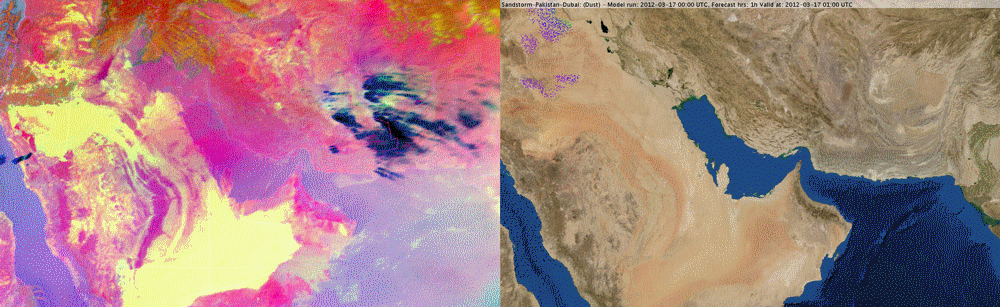 Sandstorm-Pakistan-Dubai: (Dust) - Model run: 2012-03-17 00:00 UTC, Forecast hrs: 1h Valid at: 2012-03-17 01:00 UTC